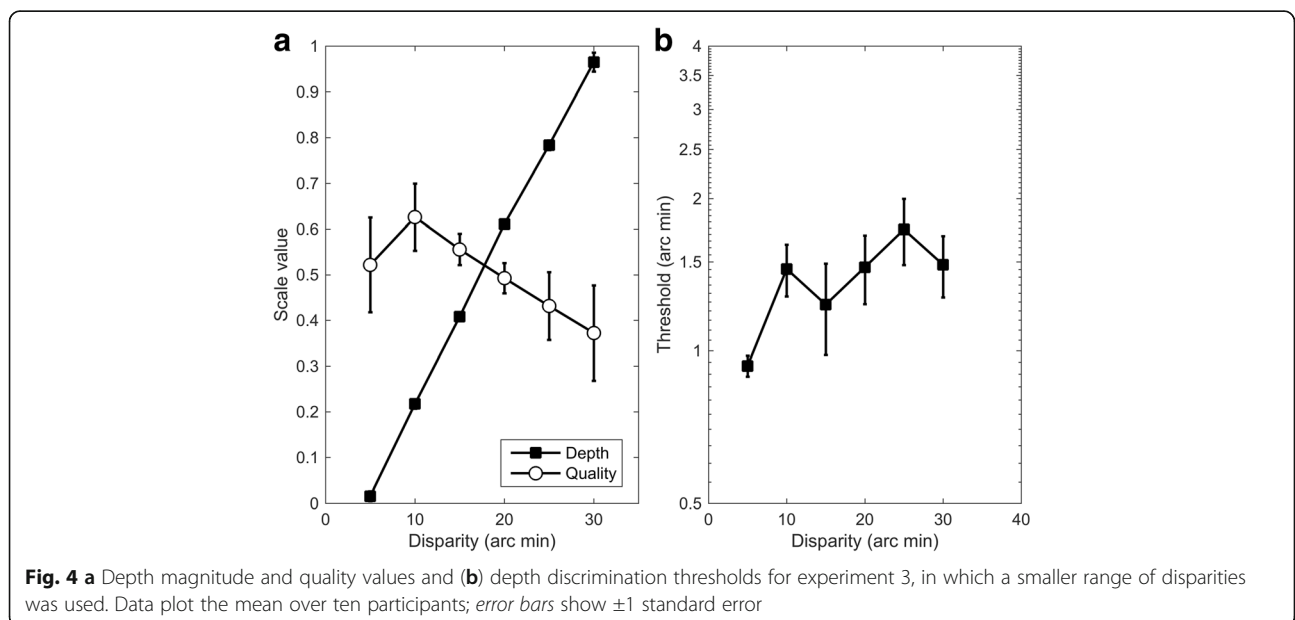 a
b
1
0.9
0.8
0.7
0.6
0.5
0.4
0.3
0.2
0.1
0
Scale value
0 10 20 30
Disparity (arc min)
Depth
Quality
4
3.5
3
2.5
2
1.5
1
0.5
Threshold (arc min)
0 10 20 30 40
Disparity (arc min)
Fig. 4 a Depth magnitude and quality values and (b) depth discrimination thresholds for experiment 3, in which a smaller range of disparities
was used. Data plot the mean over ten participants; error bars show ±1 standard error